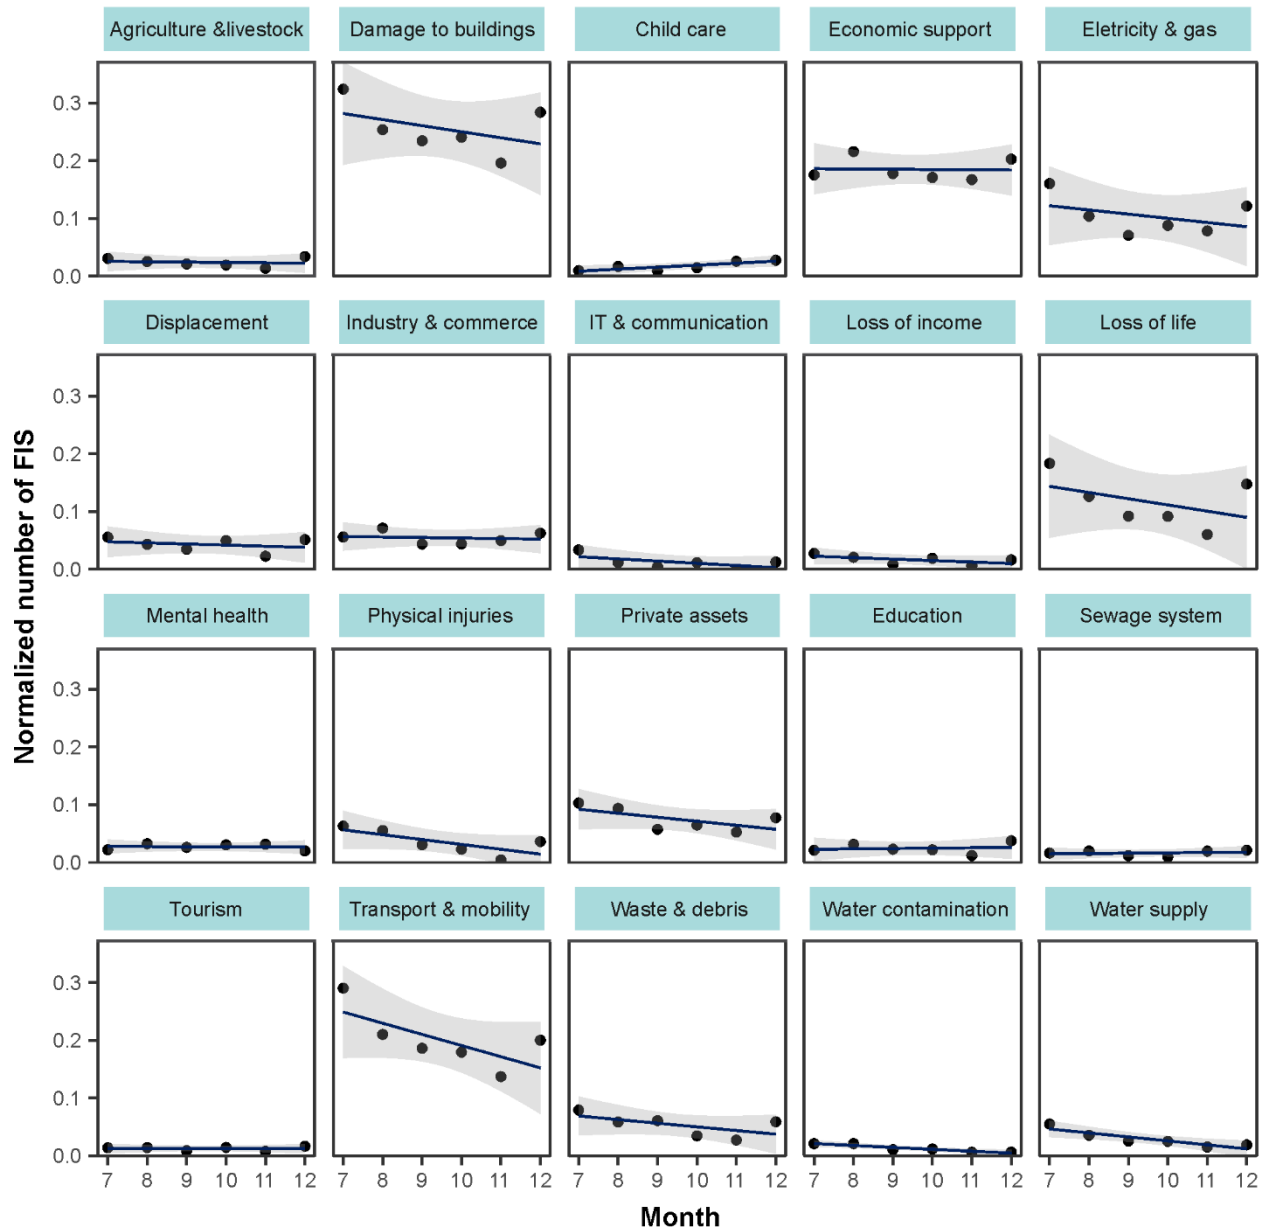 Agriculture &livestock
Damage to buildings
Child care
Economic support
Eletricity & gas
0.3
0.2
0.1
0.0
Displacement
Industry & commerce
IT & communication
Loss of income
Loss of life
0.3
0.2
0.1
0.0
Mental health
Physical injuries
Private assets
Education
Sewage system
0.3
0.2
0.1
0.0
Tourism
Transport & mobility
Waste & debris
Water contamination
Water supply
0.3
0.2
0.1
0.0
7 8 9 10 11 12
7 8 9 10 11 12
7 8 9 10 11 12
7 8 9 10 11 12
7 8 9 10 11 12
Normalized number of FIS
Month